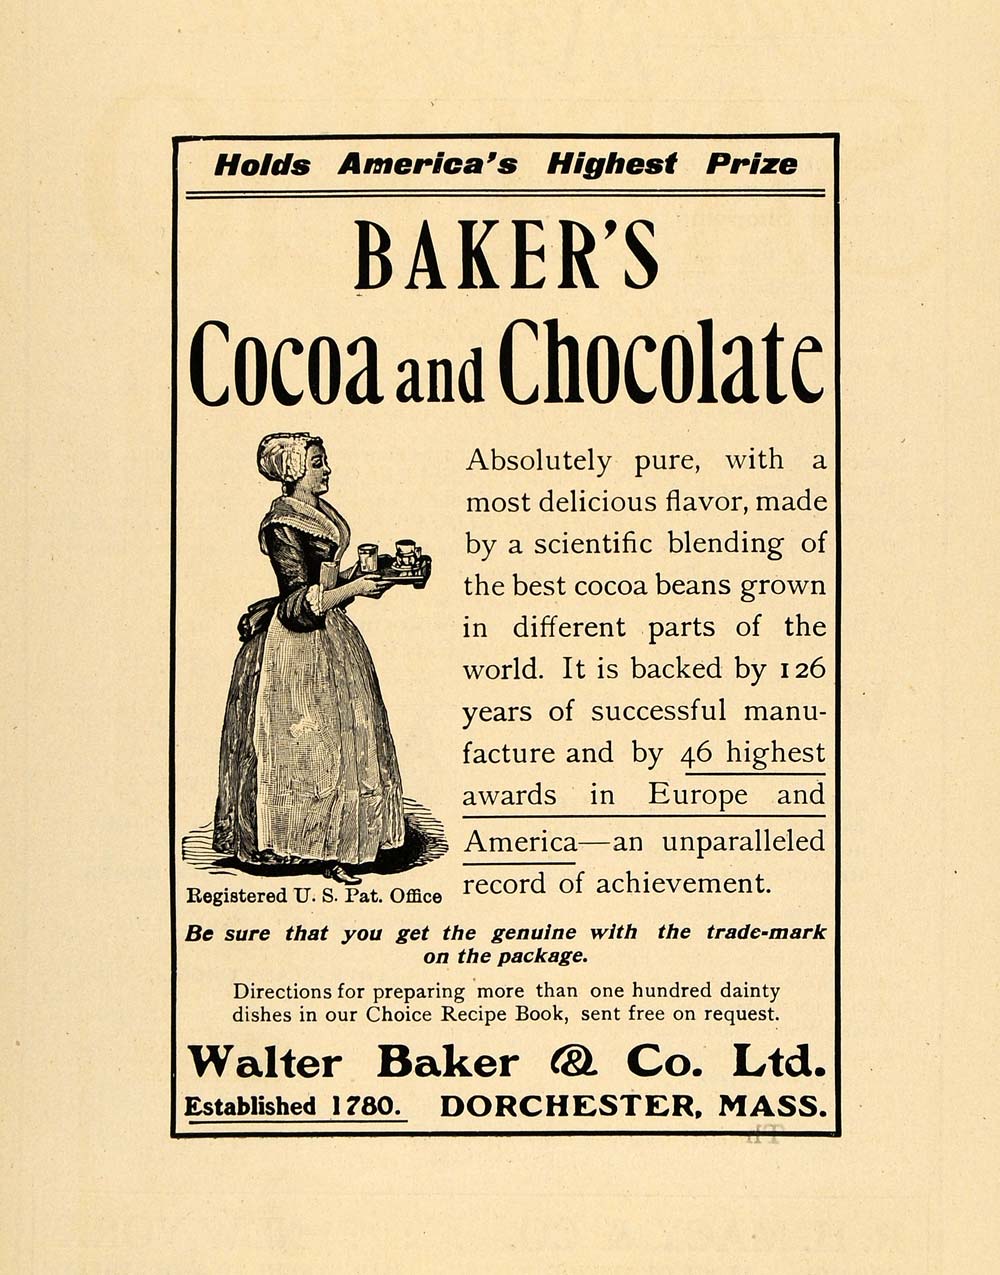 Holds America's Highest Prize
BAKER'S
Cocoa and Chocolate
Absolutely pure, with a
most delicious flavor, made
by a scientific blending of
the best cocoa beans grown
in different parts of the
world. It is backed by 126
years of successful manu-
facture and by 46 highest
awards in Europe and
America—an unparalleled
record of achievement.
Registered U. S. Pat. Office
Be sure that you get the genuine with the trade-mark
on the package.
Directions for preparing more than one hundred dainty
dishes in our Choice Recipe Book, sent free on request.
Walter Baker & Co. Ltd.
Established 1780. DORCHESTER, MASS.